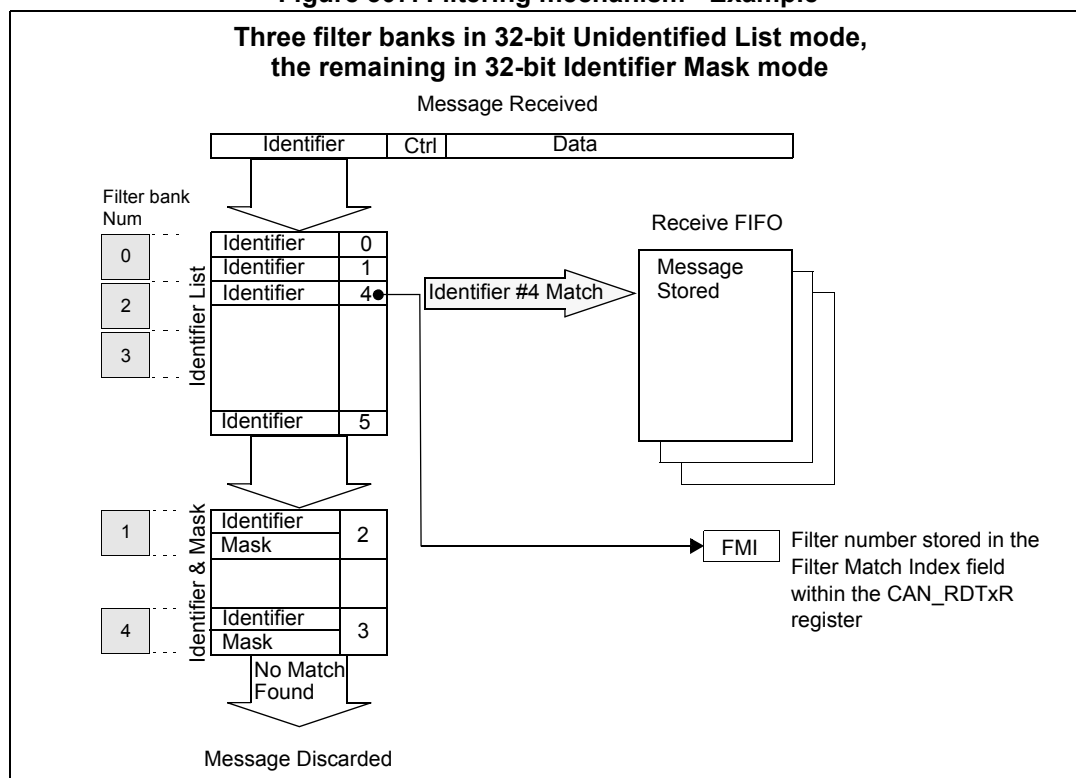 Three filter banks in 32-bit Unidentified List mode,
the remaining in 32-bit Identifier Mask mode
Message Received
Identifier Ctrl Data
Filter bank
Num
0
2
3
Identifier List
Identifier 0
Identifier 1
Identifier 4
Identifier 5
Identifier #4 Match
Receive FIFO
Message
Stored
1
4
Identifier & Mask
Identifier
Mask
2
Identifier
Mask
3
FMI
Filter number stored in the
Filter Match Index field
within the CAN_RDTxR
register
No Match
Found
Message Discarded